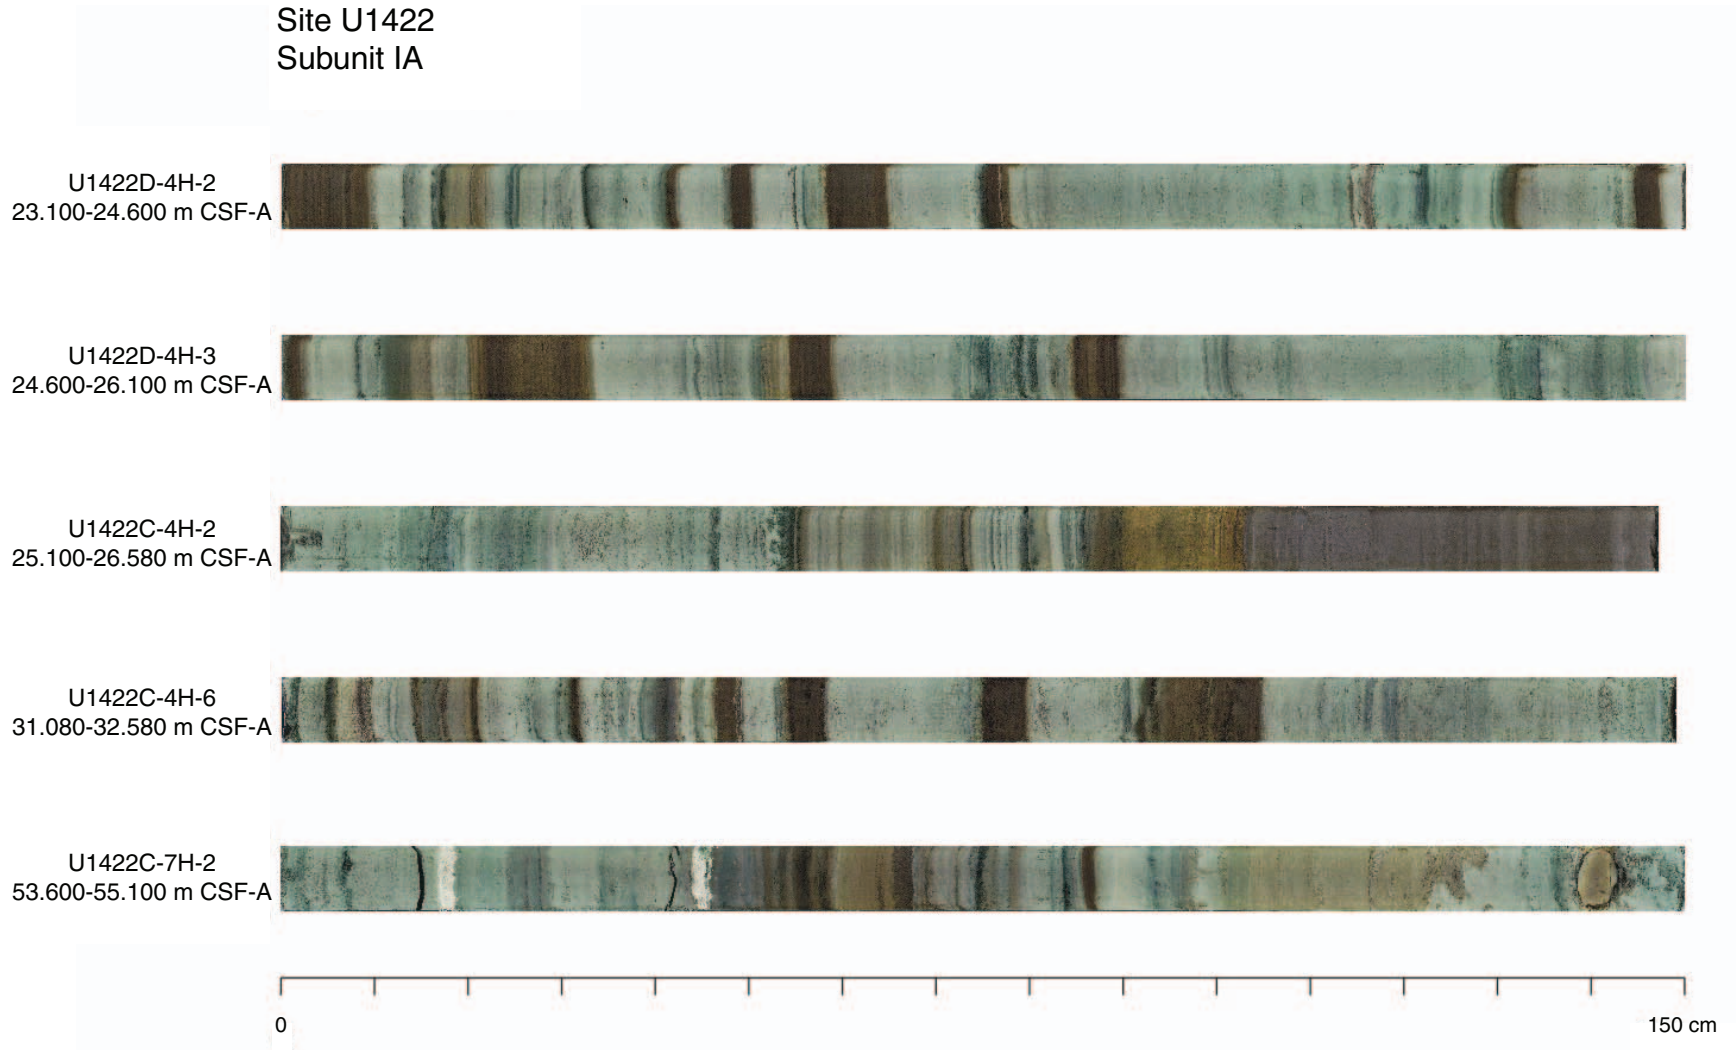 Site U1422
Subunit IA
U1422D-4H-2
23.100-24.600 m CSF-A
U1422D-4H-3
24.600-26.100 m CSF-A
U1422C-4H-2
25.100-26.580 m CSF-A
U1422C-4H-6
31.080-32.580 m CSF-A
U1422C-7H-2
53.600-55.100 m CSF-A
0
150 cm